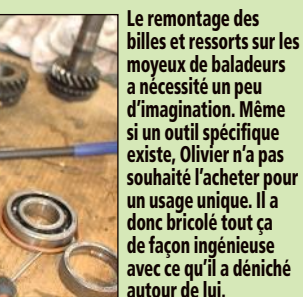 Le remontage des
billes et ressorts sur les
moyeux de baladeurs
a nécessité un peu
d'imagination. Même
si un outil spécifique
existe, Olivier n'a pas
souhaité l'acheter pour
un usage unique. Il a
donc bricolé tout ça
de façon ingénieuse
avec ce qu'il a déniché
autour de lui.